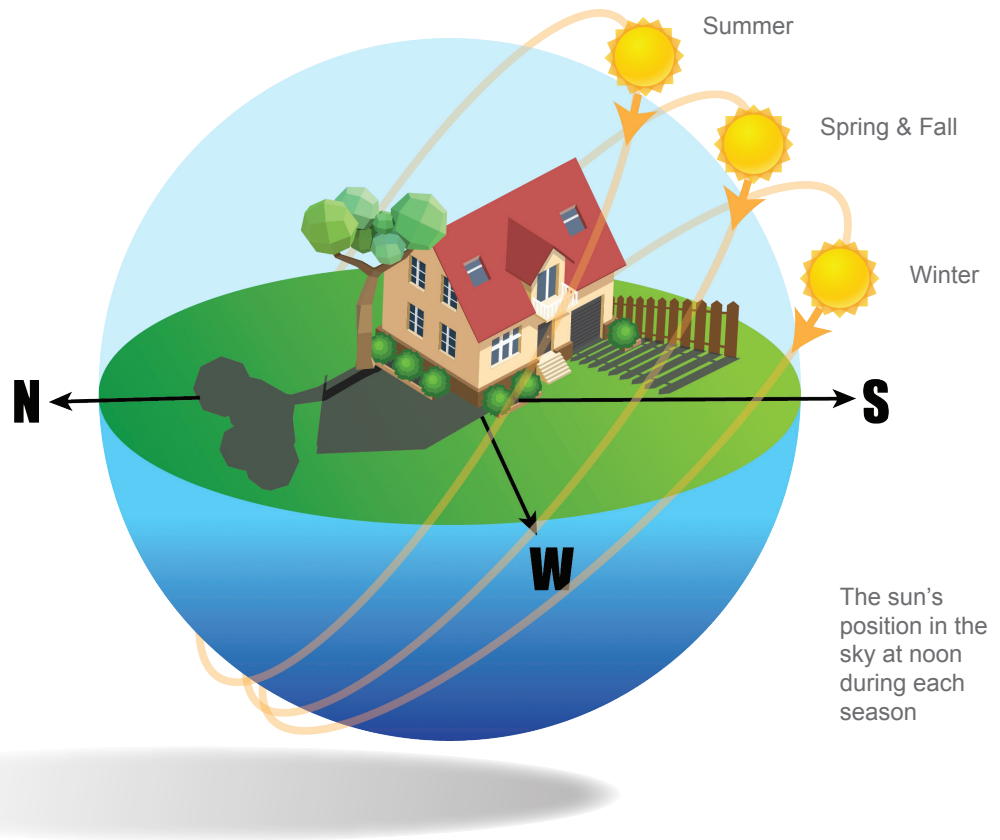 Summer
Spring & Fall
Winter
N
S
W
The sun's
position in the
sky at noon
during each
season